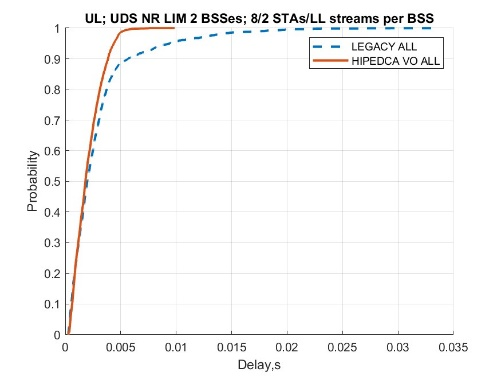 UL; UDS NR LIM 2 BSSes; 8/2 STAs/LL streams per BSS
LEGACY ALL
HIPEDCA VO ALL
Probability
1
0.9
0.8
0.7
0.6
0.5
0.4
0.3
0.2
0.1
0
0 0.005 0.01 0.015 0.02 0.025 0.03 0.035
Delay,s